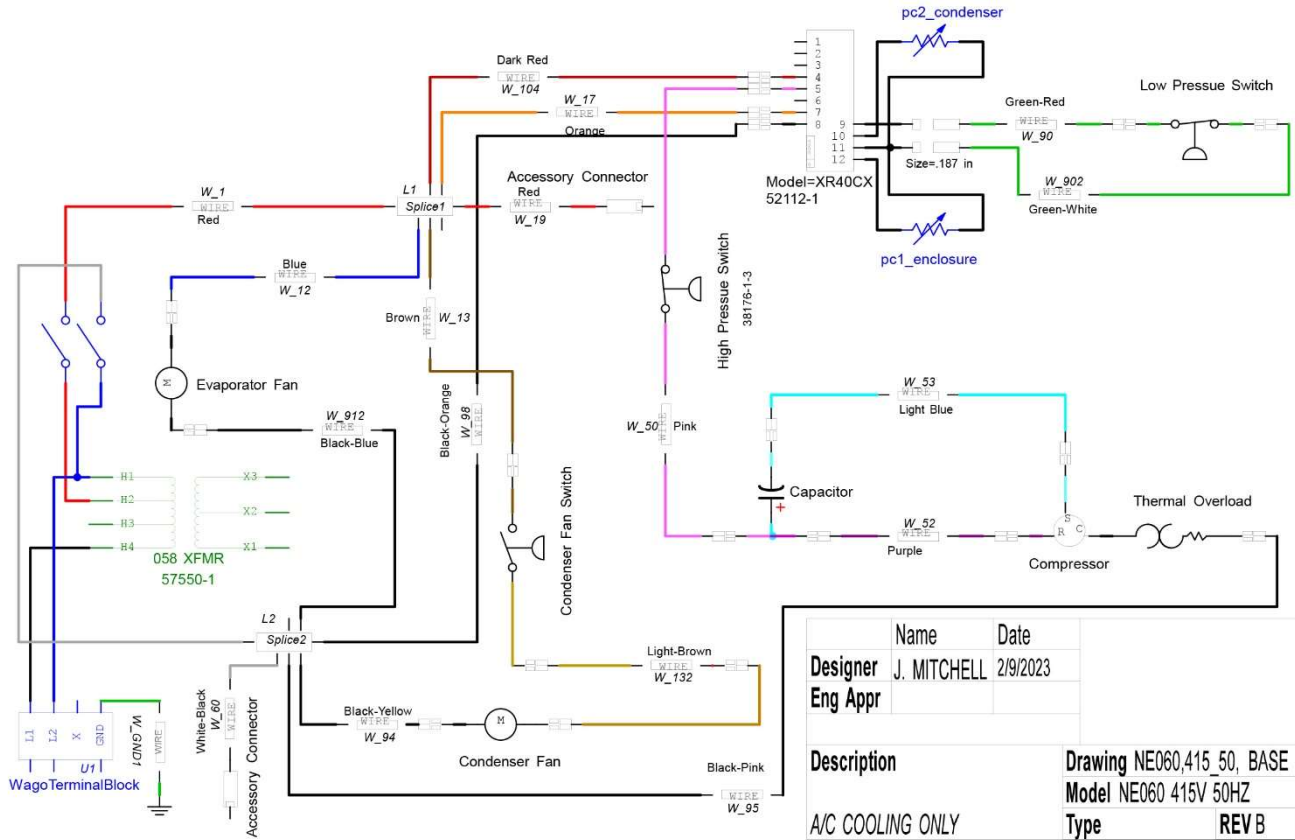 pc2_condenser
1
2
3
4
5
6
7
8
9
10
11
12
Model=XR40CX
52112-1
Dark Red
WIRE
W_104
W_17
WIRE
Orange
Low Pressue Switch
Green-Red
WIRE
W_90
Size=.187 in
W_902
WIRE
Green-White
pc1_enclosure
L1
Splice1
Accessory Connector
Red
WIRE
W_19
W_1
WIRE
Red
Blue
WIRE
W_12
Brown
WIRE
W_13
High Pressue Switch
38176-1-3
M
Evaporator Fan
W_912
WIRE
Black-Blue
Black-Orange
W_98
WIRE
W_50
WIRE
Pink
W_53
WIRE
Light Blue
Capacitor
+
W_52
WIRE
Purple
S
R
C
Compressor
Thermal Overload
H1
H2
H3
H4
X3
X2
X1
058 XFMR
57550-1
Condenser Fan Switch
L2
Splice2
Light-Brown
WIRE
W_132
White-Black
W_60
WIRE
Accessory Connector
Black-Yellow
WIRE
W_94
M
Condenser Fan
Black-Pink
WIRE
W_95
L1
L2
X
GND
U1
WagoTerminalBlock
W_GND1
WIRE
Name Date
Designer J. MITCHELL 2/9/2023
Eng Appr
Description
A/C COOLING ONLY
Drawing NE060,415_50, BASE
Model NE060 415V 50HZ
Type REV B